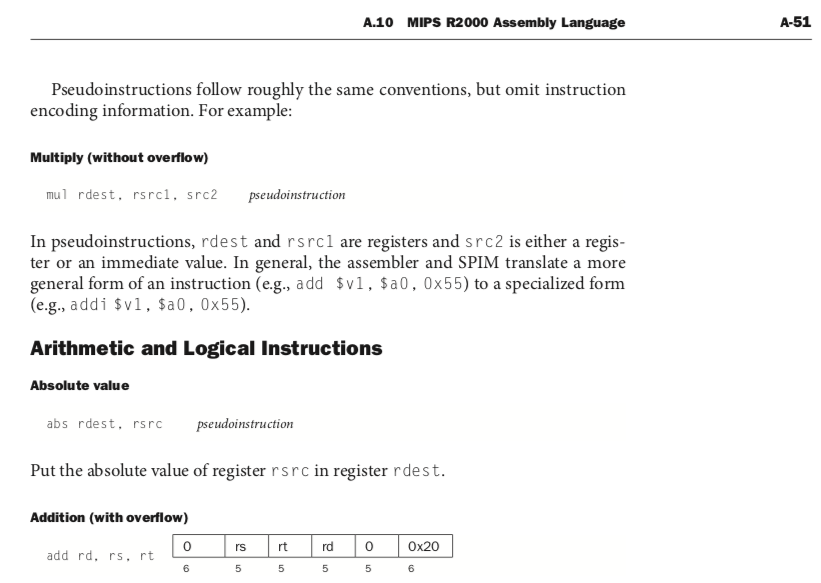 A.10 MIPS R2000 Assembly Language A-51
Pseudoinstructions follow roughly the same conventions, but omit instruction
encoding information. For example:
Multiply (without overflow)
mul rdest, rsrc1, src2 pseudoinstruction
In pseudoinstructions, rdest and rsrc1 are registers and src2 is either a regis-
ter or an immediate value. In general, the assembler and SPIM translate a more
general form of an instruction (e.g., add $v1, $a0, 0x55) to a specialized form
(e.g., addi $v1, $a0, 0x55).
Arithmetic and Logical Instructions
Absolute value
abs rdest, rsrc pseudoinstruction
Put the absolute value of register rsrc in register rdest.
Addition (with overflow)
add rd, rs, rt 0 rs rt rd 0 0x20
6 5 5 5 5 6